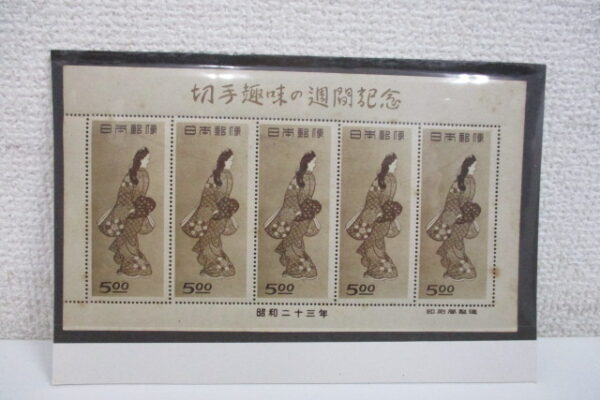 切手趣味の週間記念
日本郵便 日本郵便 日本郵便 日本郵便 日本郵便
5.00 5.00 5.00 5.00 5.00
昭和二十三年 印刷局製造